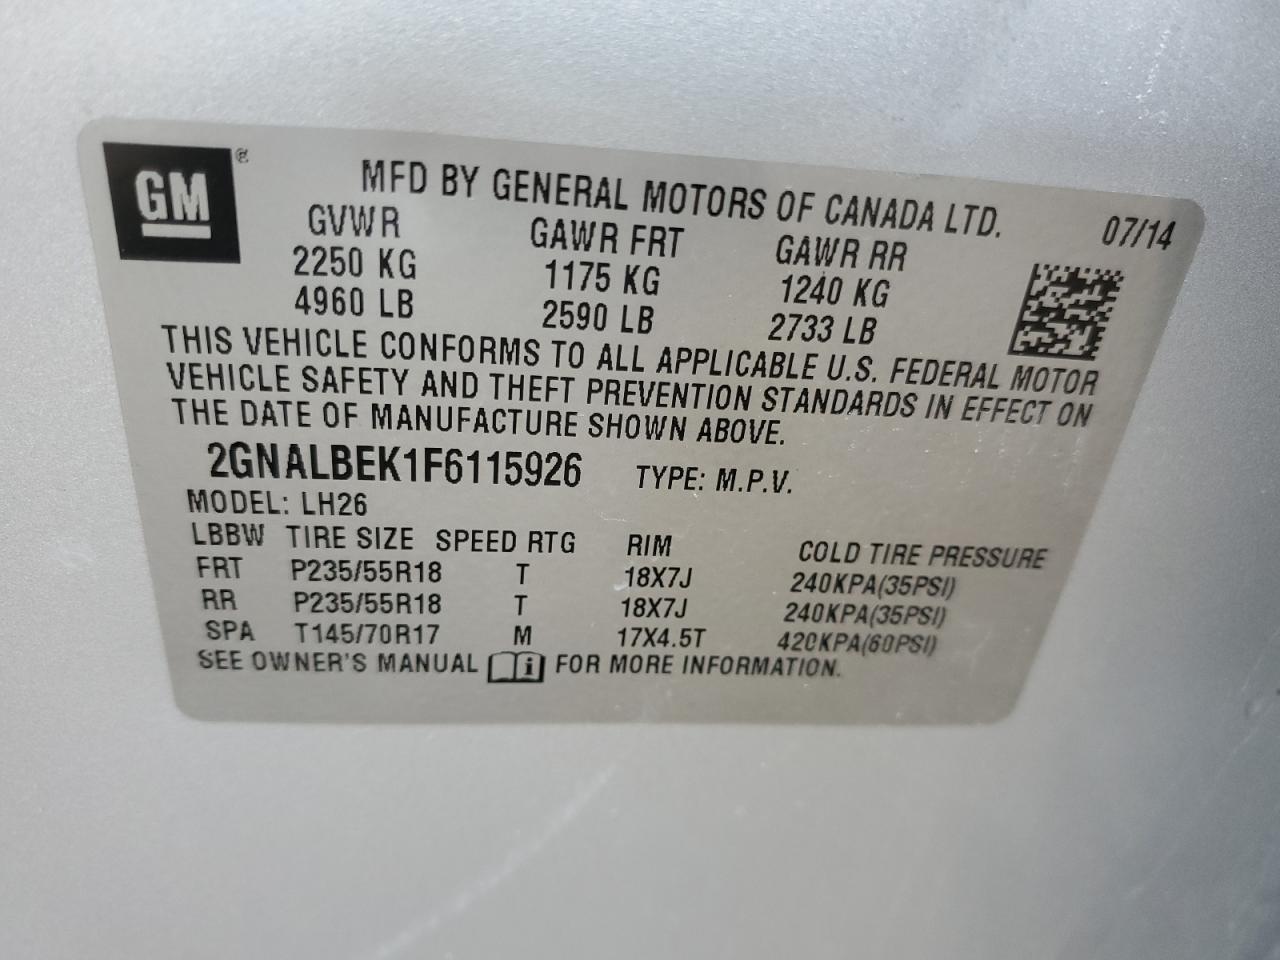 GM ®
MFD BY GENERAL MOTORS OF CANADA LTD. 07/14
GVWR GAWR FRT GAWR RR
2250 KG 1175 KG 1240 KG
4960 LB 2590 LB 2733 LB
THIS VEHICLE CONFORMS TO ALL APPLICABLE U.S. FEDERAL MOTOR
VEHICLE SAFETY AND THEFT PREVENTION STANDARDS IN EFFECT ON
THE DATE OF MANUFACTURE SHOWN ABOVE.
2GNALBEK1F6115926 TYPE: M.P.V.
MODEL: LH26
LBBW TIRE SIZE SPEED RTG RIM COLD TIRE PRESSURE
FRT P235/55R18 T 18X7J 240KPA(35PSI)
RR P235/55R18 T 18X7J 240KPA(35PSI)
SPA T145/70R17 M 17X4.5T 420KPA(60PSI)
SEE OWNER'S MANUAL i FOR MORE INFORMATION.